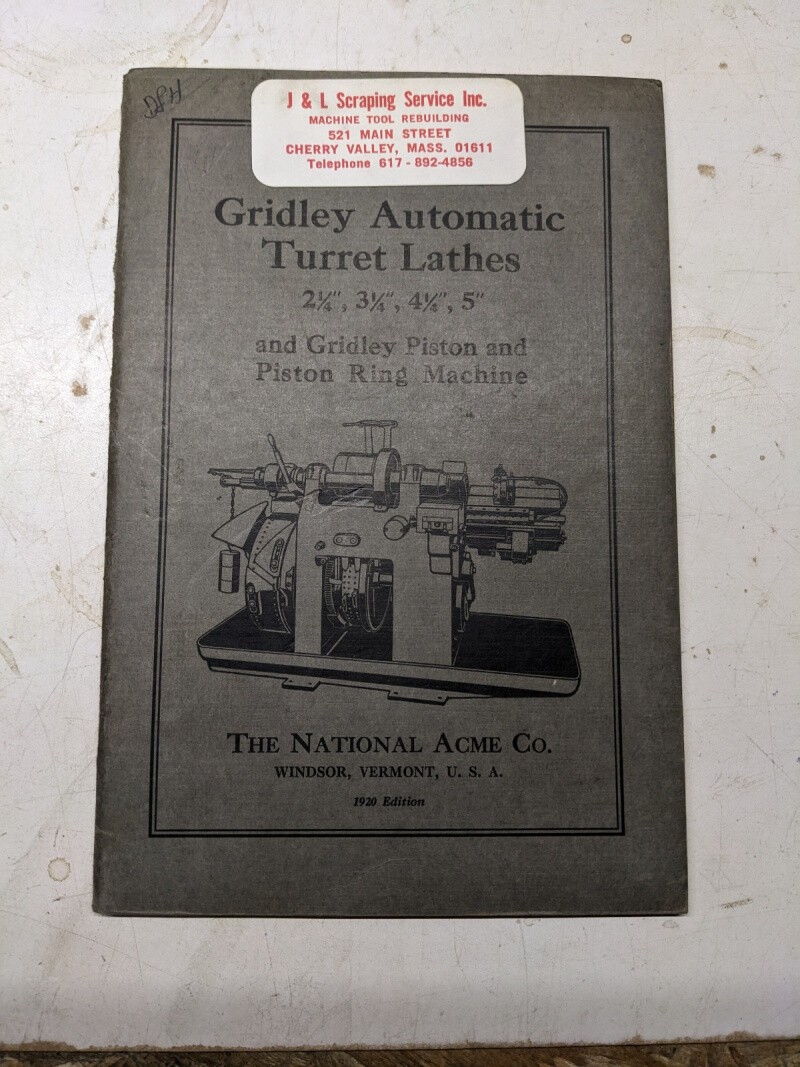 J & L Scraping Service Inc.
MACHINE TOOL REBUILDING
521 MAIN STREET
CHERRY VALLEY, MASS. 01611
Telephone 617-892-4856
Gridley Automatic
Turret Lathes
2¼", 3¼", 4¼", 5"
and Gridley Piston and
Piston Ring Machine
THE NATIONAL ACME CO.
WINDSOR, VERMONT, U. S. A.
1920 Edition